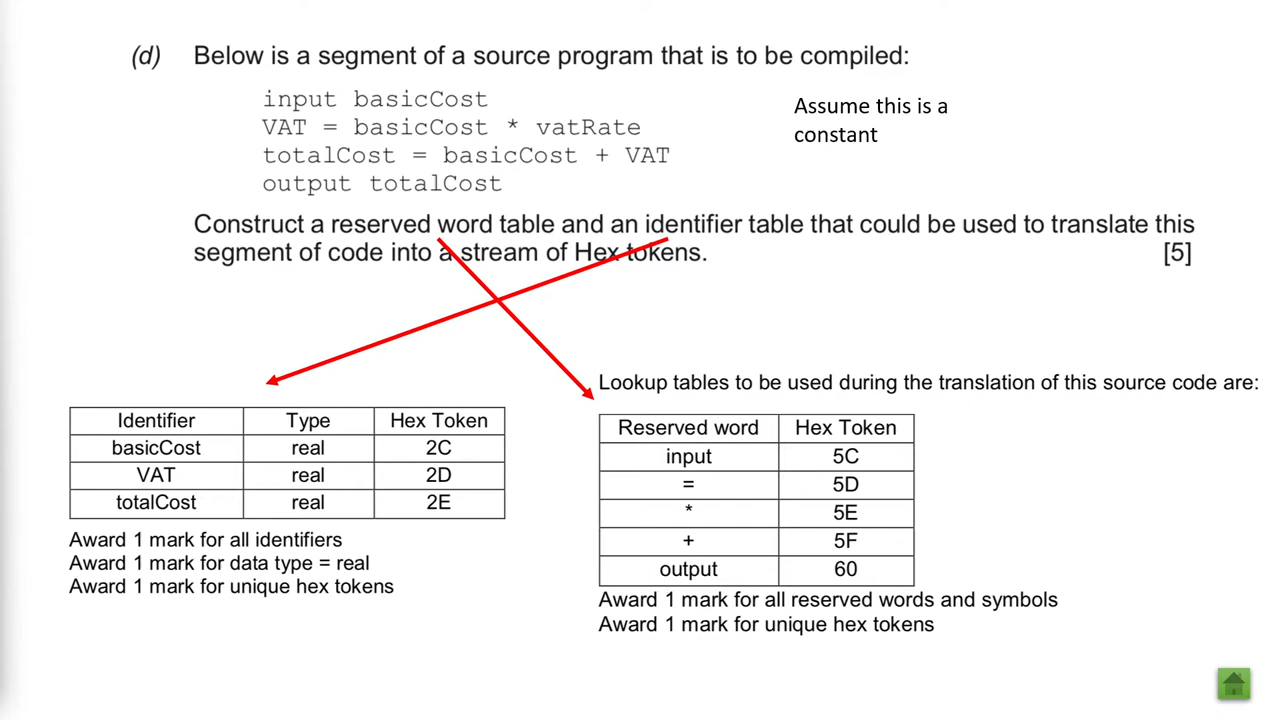 (d) Below is a segment of a source program that is to be compiled:
input basicCost
VAT = basicCost * vatRate
totalCost = basicCost + VAT
output totalCost
Assume this is a
constant
Construct a reserved word table and an identifier table that could be used to translate this
segment of code into a stream of Hex tokens. [5]
Identifier Type Hex Token
basicCost real 2C
VAT real 2D
totalCost real 2E
Award 1 mark for all identifiers
Award 1 mark for data type = real
Award 1 mark for unique hex tokens
Lookup tables to be used during the translation of this source code are:
Reserved word Hex Token
input 5C
= 5D
* 5E
+ 5F
output 60
Award 1 mark for all reserved words and symbols
Award 1 mark for unique hex tokens